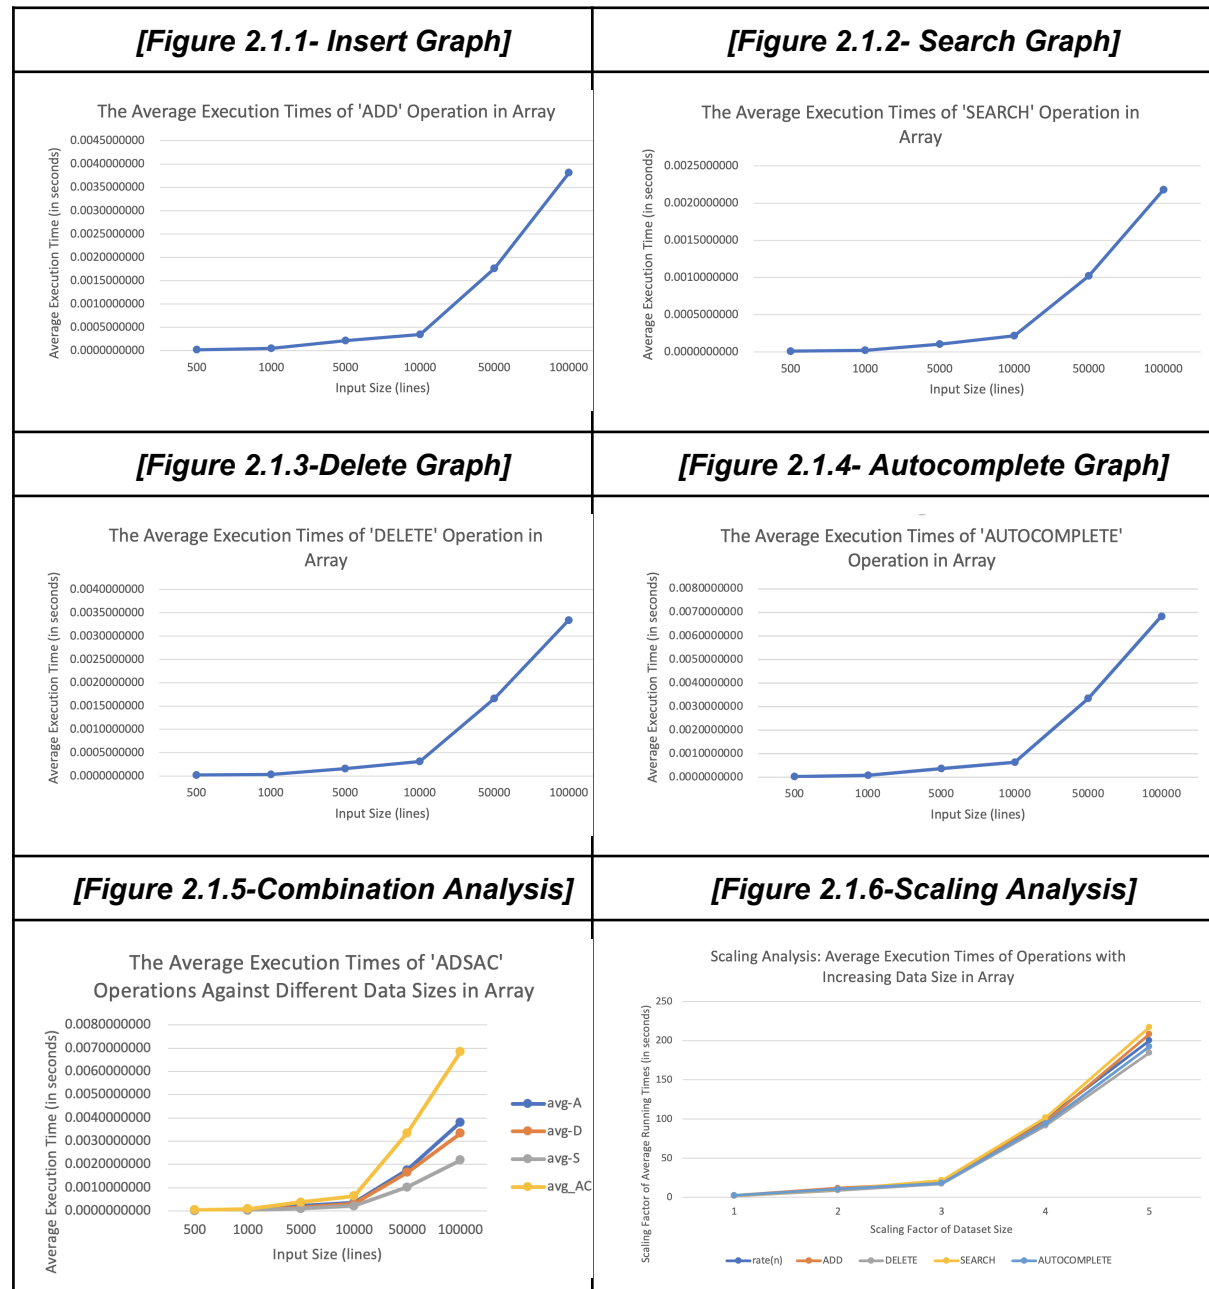 [Figure 2.1.1- Insert Graph]
[Figure 2.1.2- Search Graph]
The Average Execution Times of 'ADD' Operation in Array
Average Execution Time (in seconds)
0.0045000000
0.0040000000
0.0035000000
0.0030000000
0.0025000000
0.0020000000
0.0015000000
0.0010000000
0.0005000000
0.0000000000
500 1000 5000 10000 50000 100000
Input Size (lines)
The Average Execution Times of 'SEARCH' Operation in
Array
Average Execution Time (in seconds)
0.0025000000
0.0020000000
0.0015000000
0.0010000000
0.0005000000
0.0000000000
500 1000 5000 10000 50000 100000
Input Size (lines)
[Figure 2.1.3-Delete Graph]
[Figure 2.1.4- Autocomplete Graph]
The Average Execution Times of 'DELETE' Operation in
Array
Average Execution Time (in seconds)
0.0040000000
0.0035000000
0.0030000000
0.0025000000
0.0020000000
0.0015000000
0.0010000000
0.0005000000
0.0000000000
500 1000 5000 10000 50000 100000
Input Size (lines)
The Average Execution Times of 'AUTOCOMPLETE'
Operation in Array
Average Execution Time (in seconds)
0.0080000000
0.0070000000
0.0060000000
0.0050000000
0.0040000000
0.0030000000
0.0020000000
0.0010000000
0.0000000000
500 1000 5000 10000 50000 100000
Input Size (lines)
[Figure 2.1.5-Combination Analysis]
[Figure 2.1.6-Scaling Analysis]
The Average Execution Times of 'ADSAC'
Operations Against Different Data Sizes in Array
Average Execution Time (in seconds)
0.0080000000
0.0070000000
0.0060000000
0.0050000000
0.0040000000
0.0030000000
0.0020000000
0.0010000000
0.0000000000
500 1000 5000 10000 50000 100000
Input Size (lines)
avg-A
avg-D
avg-S
avg_AC
Scaling Analysis: Average Execution Times of Operations with
Increasing Data Size in Array
Scaling Factor of Average Running Times (in seconds)
250
200
150
100
50
0
1 2 3 4 5
Scaling Factor of Dataset Size
rate(n) ADD DELETE SEARCH AUTOCOMPLETE